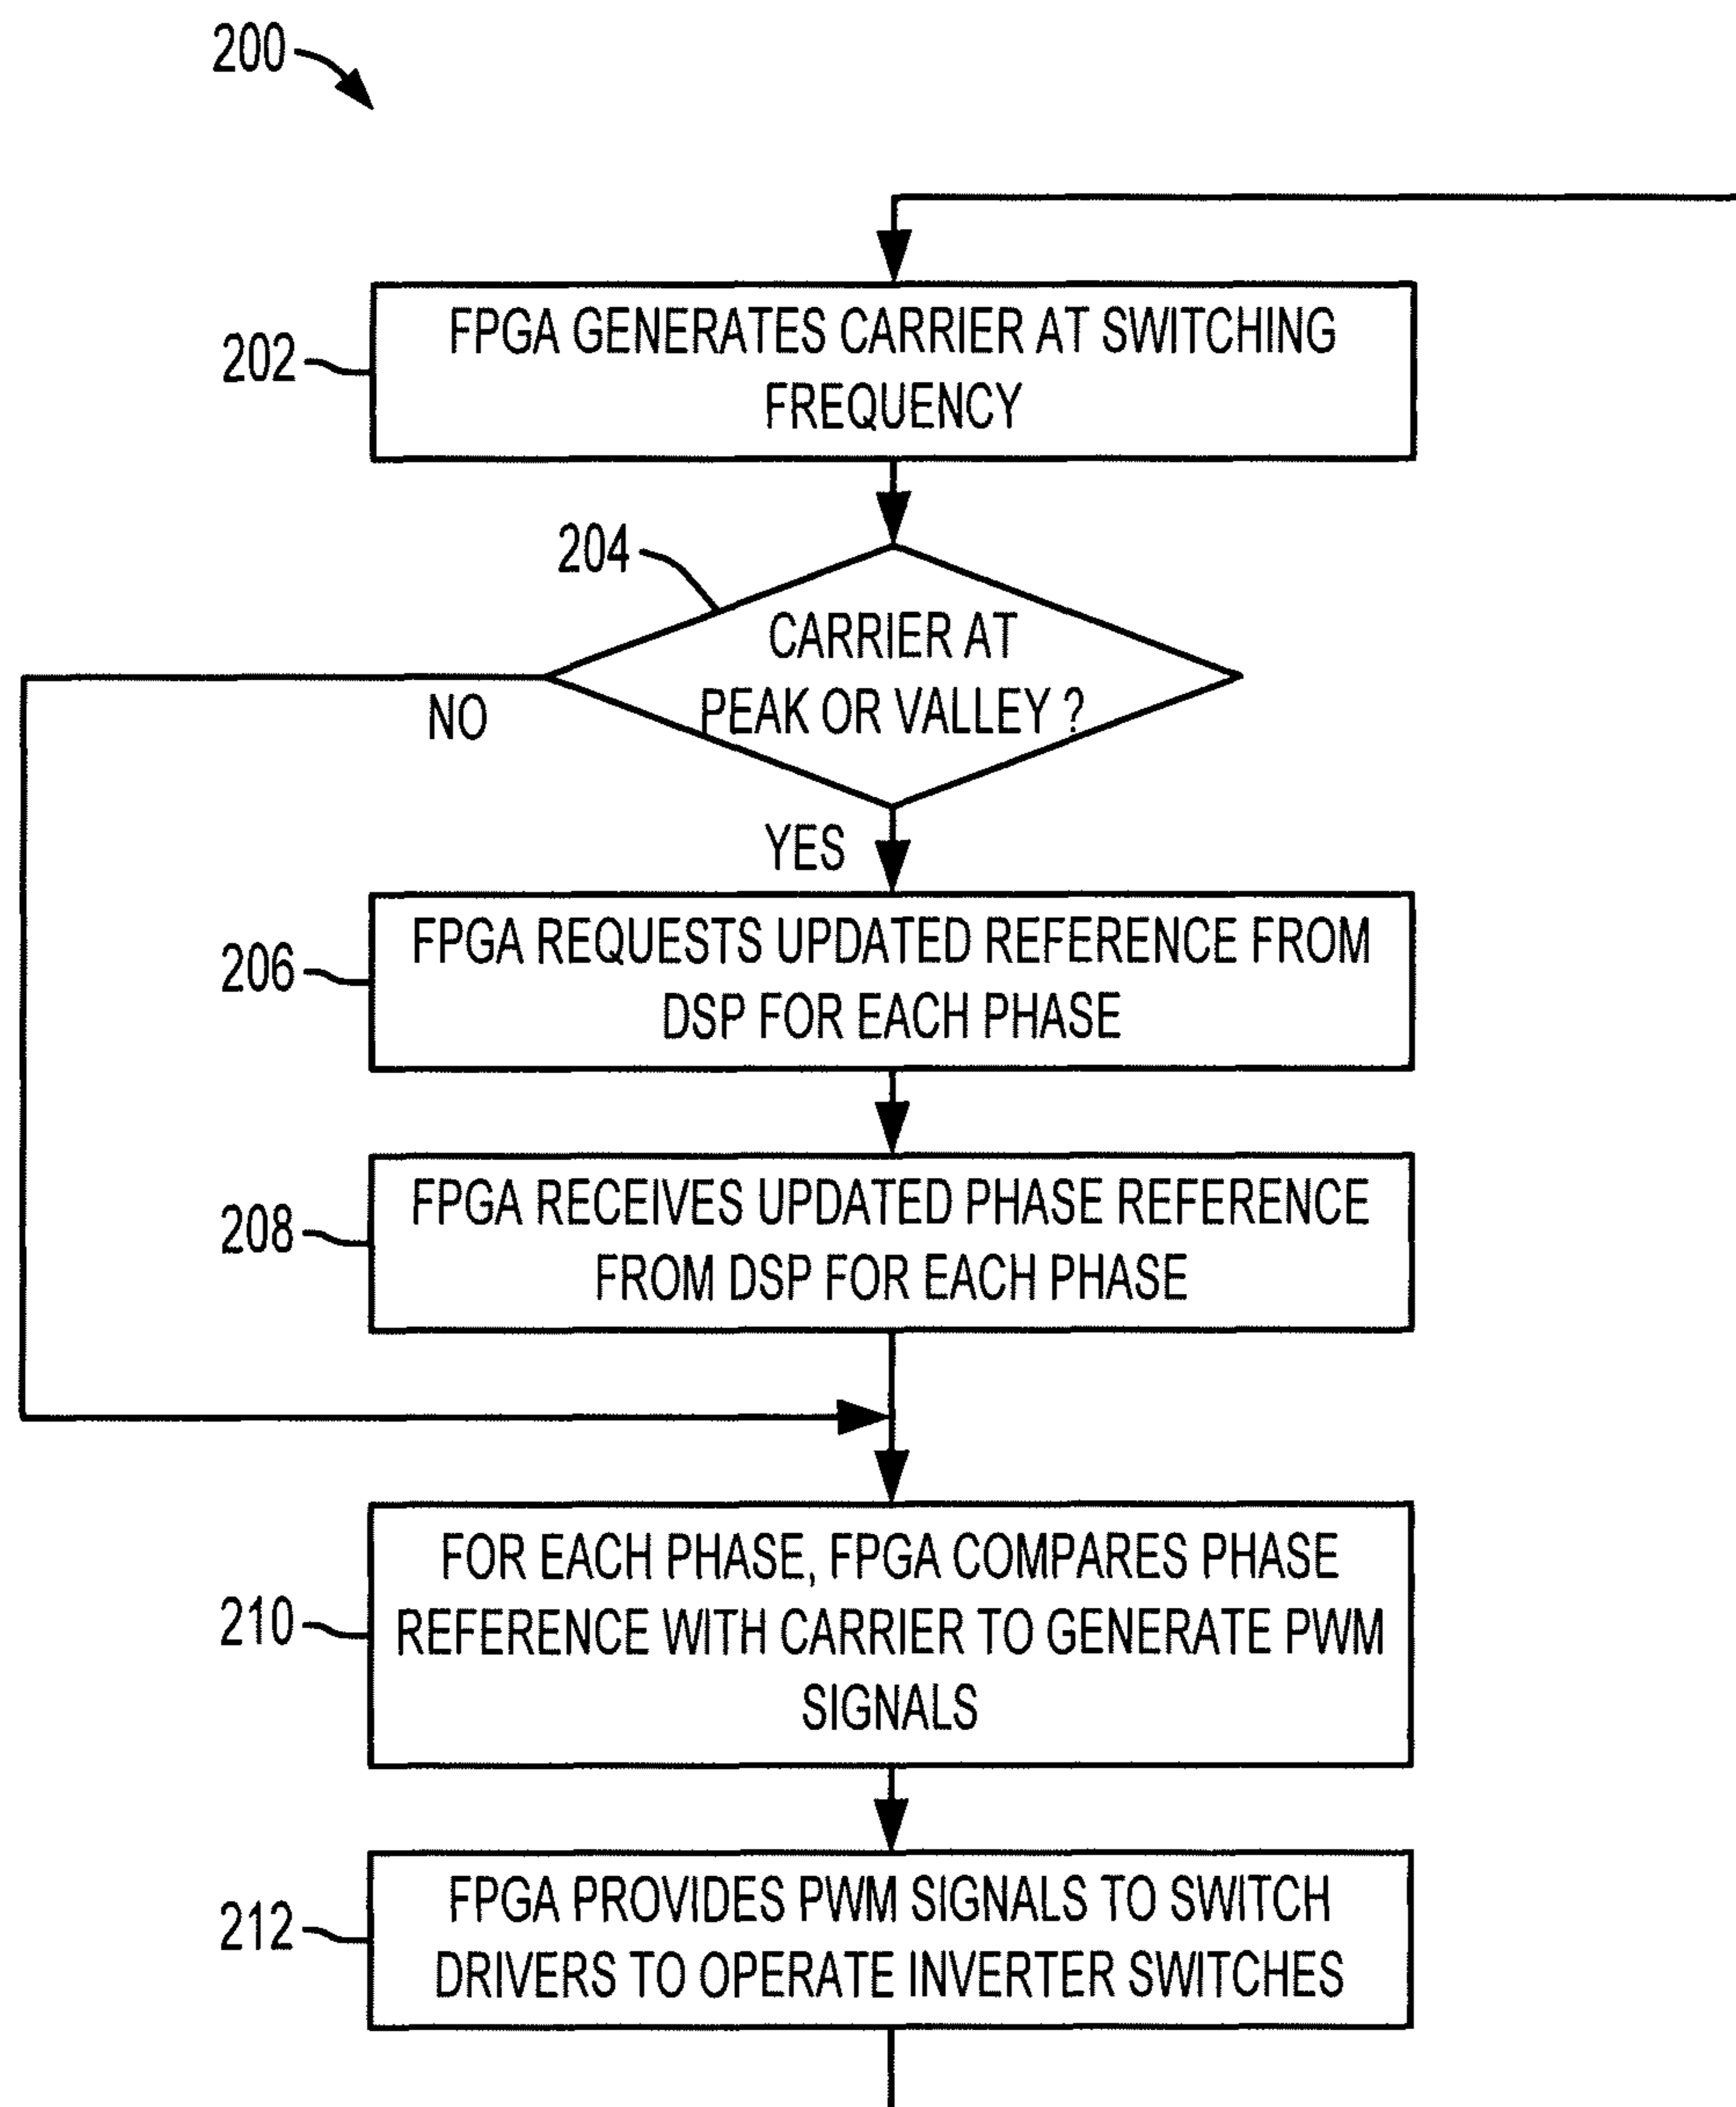 200
202
FPGA GENERATES CARRIER AT SWITCHING
FREQUENCY
204
CARRIER AT
PEAK OR VALLEY ?
NO
YES
206
FPGA REQUESTS UPDATED REFERENCE FROM
DSP FOR EACH PHASE
208
FPGA RECEIVES UPDATED PHASE REFERENCE
FROM DSP FOR EACH PHASE
210
FOR EACH PHASE, FPGA COMPARES PHASE
REFERENCE WITH CARRIER TO GENERATE PWM
SIGNALS
212
FPGA PROVIDES PWM SIGNALS TO SWITCH
DRIVERS TO OPERATE INVERTER SWITCHES